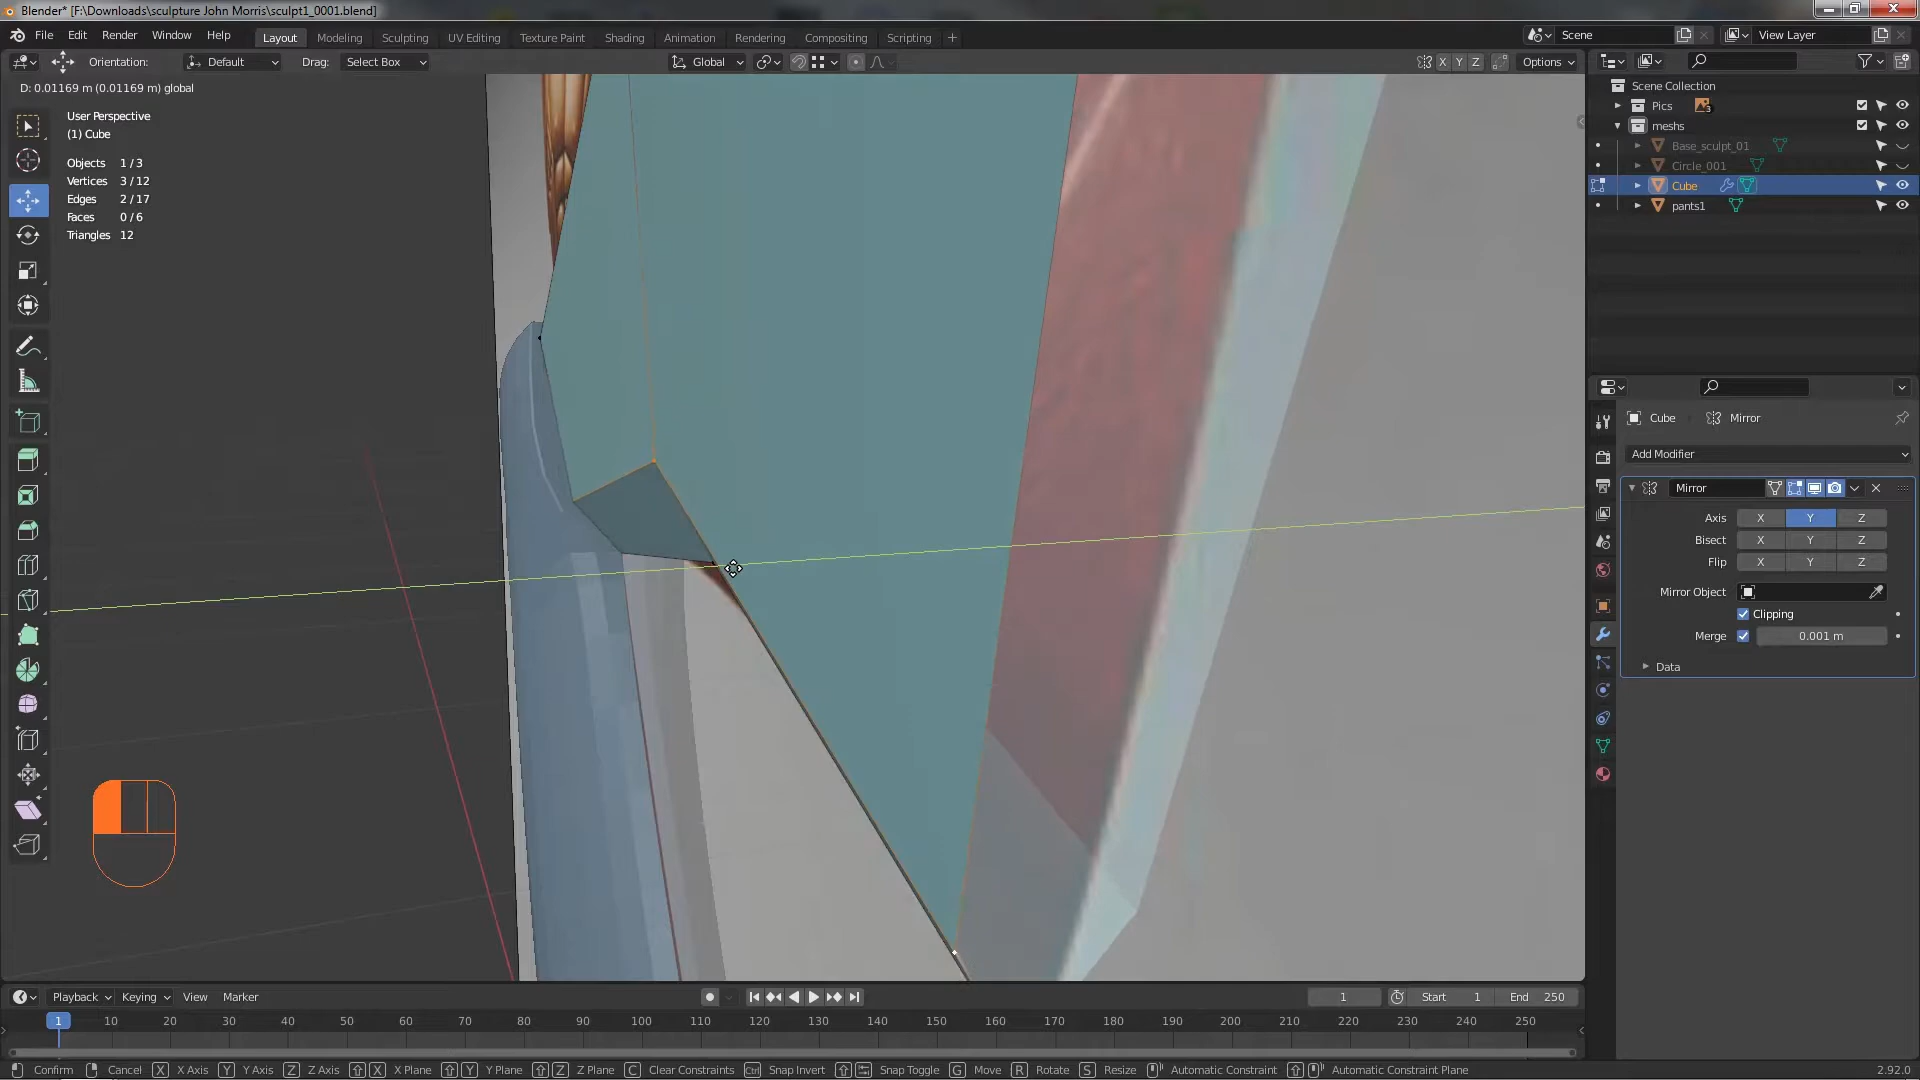 Blender* [F:\Downloads\sculpture John Morris\sculpt1_0001.blend]
File Edit Render Window Help Layout Modeling Sculpting UV Editing Texture Paint Shading Animation Rendering Compositing Scripting + Scene View Layer
Orientation: Default Drag: Select Box Global X Y Z Options
D: 0.01169 m (0.01169 m) global
User Perspective
(1) Cube
Objects 1 / 3
Vertices 3 / 12
Edges 2 / 17
Faces 0 / 6
Triangles 12
Scene Collection
Pics 3
meshs
Base_sculpt_01
Circle_001
Cube
pants1
Cube Mirror
Add Modifier
Mirror
Axis X Y Z
Bisect X Y Z
Flip X Y Z
Mirror Object
Clipping
Merge 0.001 m
Data
Playback Keying View Marker 1 Start 1 End 250
1 10 20 30 40 50 60 70 80 90 100 110 120 130 140 150 160 170 180 190 200 210 220 230 240 250
Confirm Cancel X X Axis Y Y Axis Z Z Axis X X Plane Y Y Plane Z Z Plane C Clear Constraints Ctrl Snap Invert Snap Toggle G Move R Rotate S Resize Automatic Constraint Automatic Constraint Plane 2.92.0